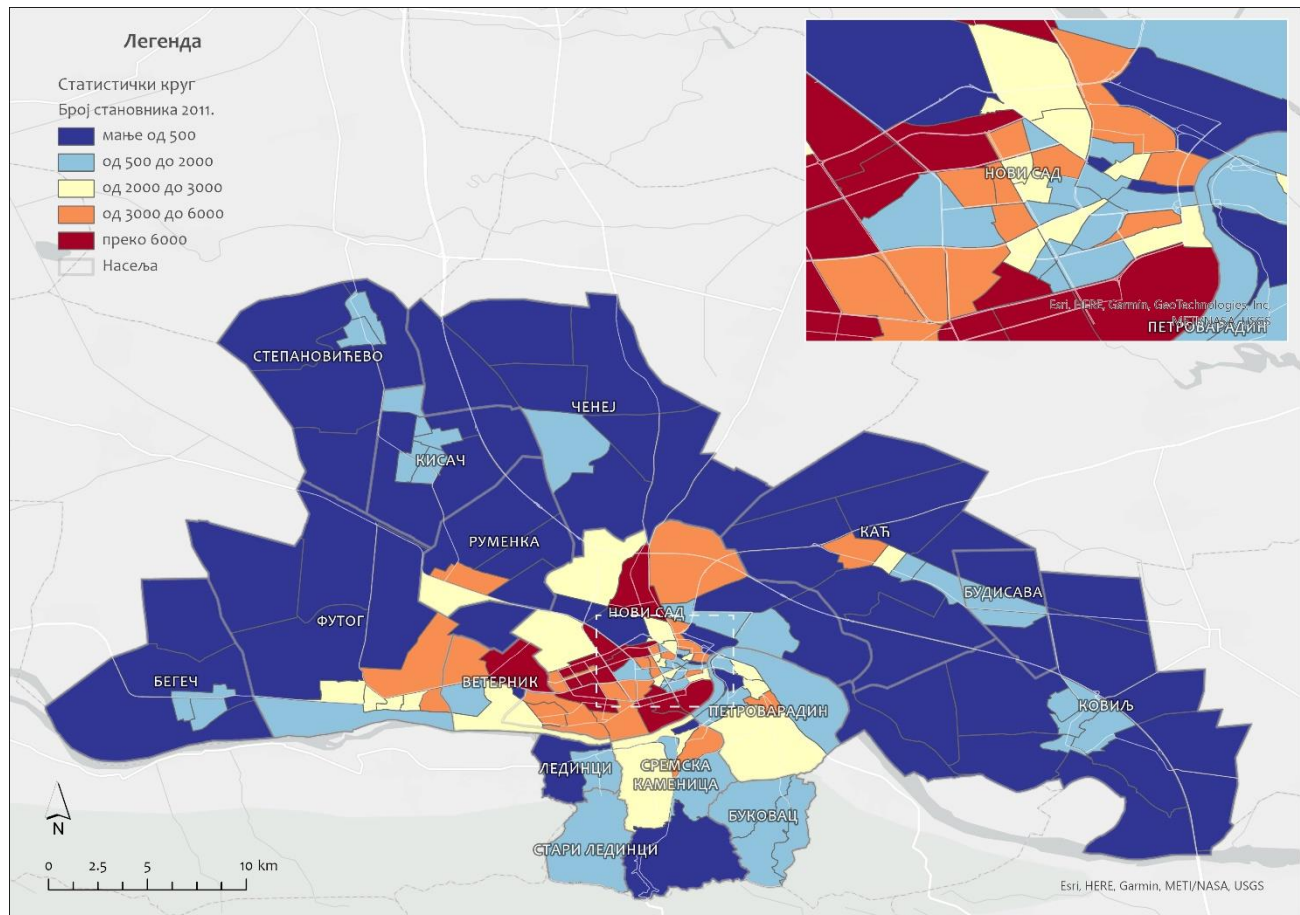 Легенда
Статистички круг
Број становника 2011.
мање од 500
од 500 до 2000
од 2000 до 3000
од 3000 до 6000
преко 6000
Насеља
НОВИ САД
Esri, HERE, Garmin, GeoTechnologies, Inc,
METI/NASA, USGS
ПЕТРОВАРАДИН
СТЕПАНОВИЋЕВО
ЧЕНЕЈ
КИСАЧ
РУМЕНКА
КАЋ
БУДИСАВА
НОВИ САД
ФУТОГ
ВЕТЕРНИК
БЕГЕЧ
ПЕТРОВАРАДИН
КОВИЉ
ЛЕДИНЦИ
СРЕМСКА
КАМЕНИЦА
БУКОВАЦ
СТАРИ ЛЕДИНЦИ
N
0 2.5 5 10 km
Esri, HERE, Garmin, METI/NASA, USGS